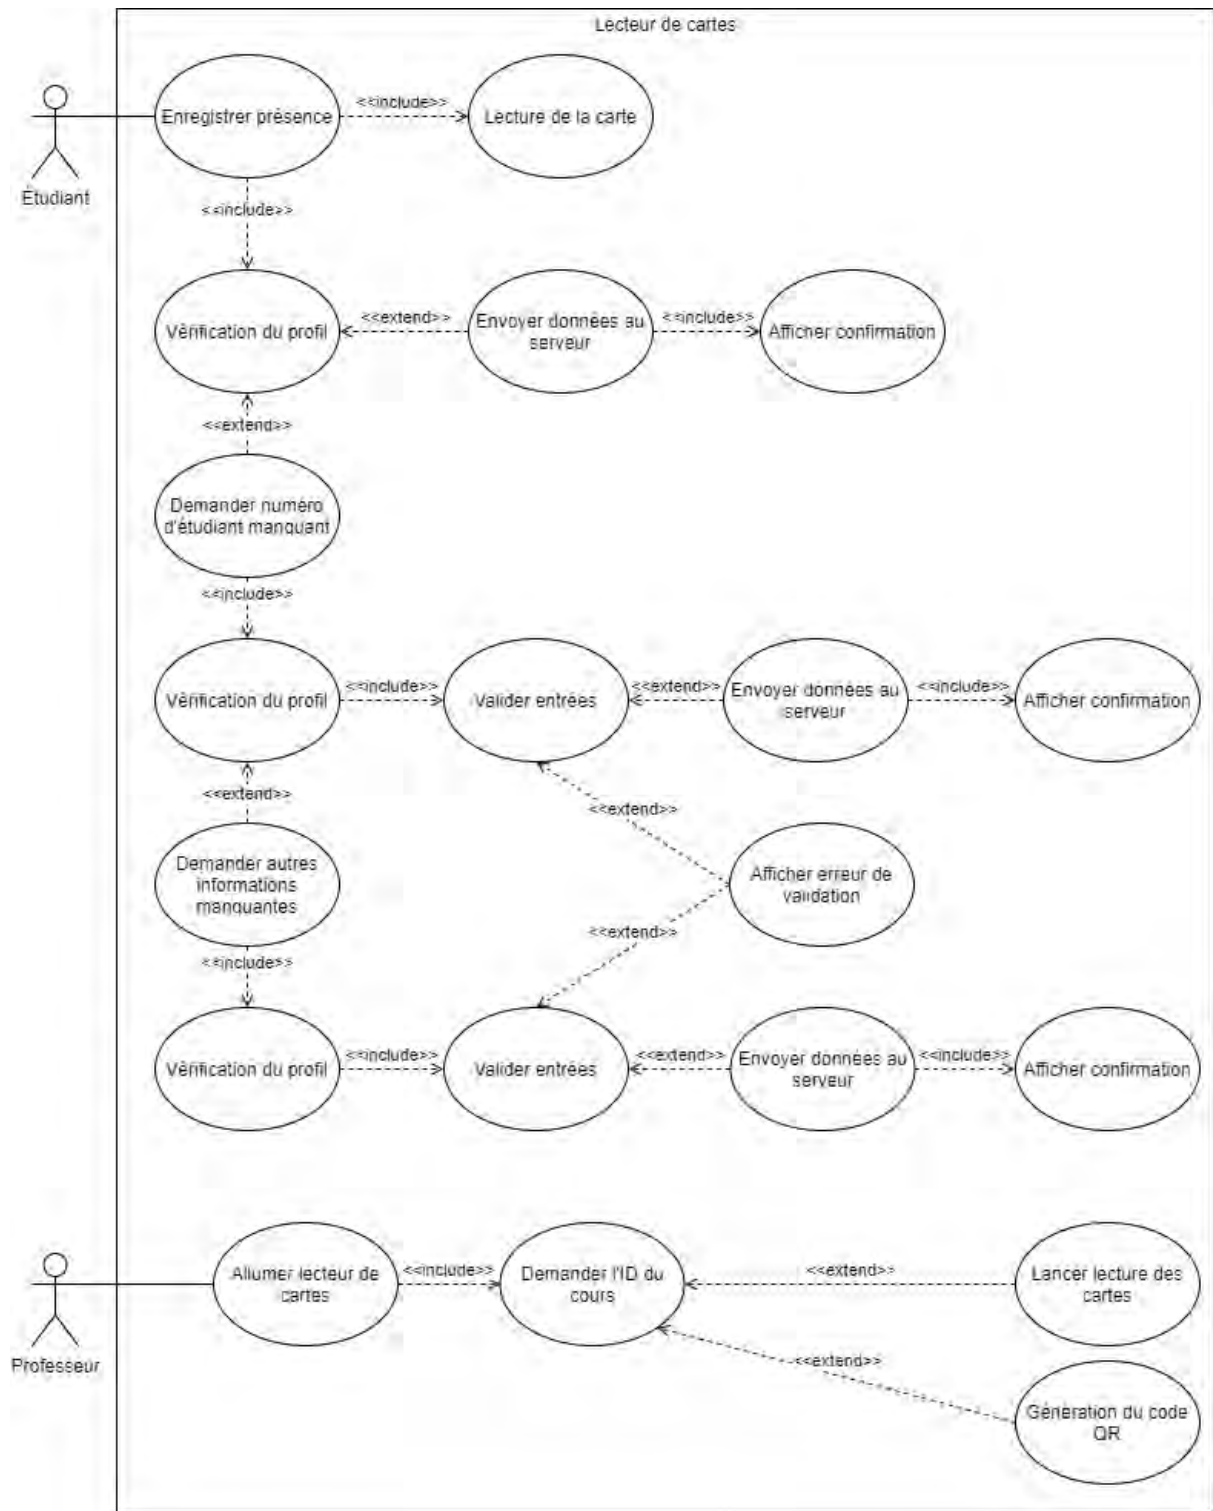 Lecteur de cartes
Enregistrer présence
<<include>>
Lecture de la carte
Étudiant
<<include>>
Vérification du profil
<<extend>>
Envoyer données au
serveur
<<include>>
Afficher confirmation
<<extend>>
Demander numéro
d'étudiant manquant
<<include>>
Vérification du profil
<<include>>
Valider entrées
<<extend>>
Envoyer données au
serveur
<<include>>
Afficher confirmation
<<extend>>
<<extend>>
Demander autres
informations
manquantes
Afficher erreur de
validation
<<extend>>
<<include>>
Vérification du profil
<<include>>
Valider entrées
<<extend>>
Envoyer données au
serveur
<<include>>
Afficher confirmation
Professeur
Allumer lecteur de
cartes
<<include>>
Demander l'ID du
cours
<<extend>>
Lancer lecture des
cartes
<<extend>>
Génération du code
QR